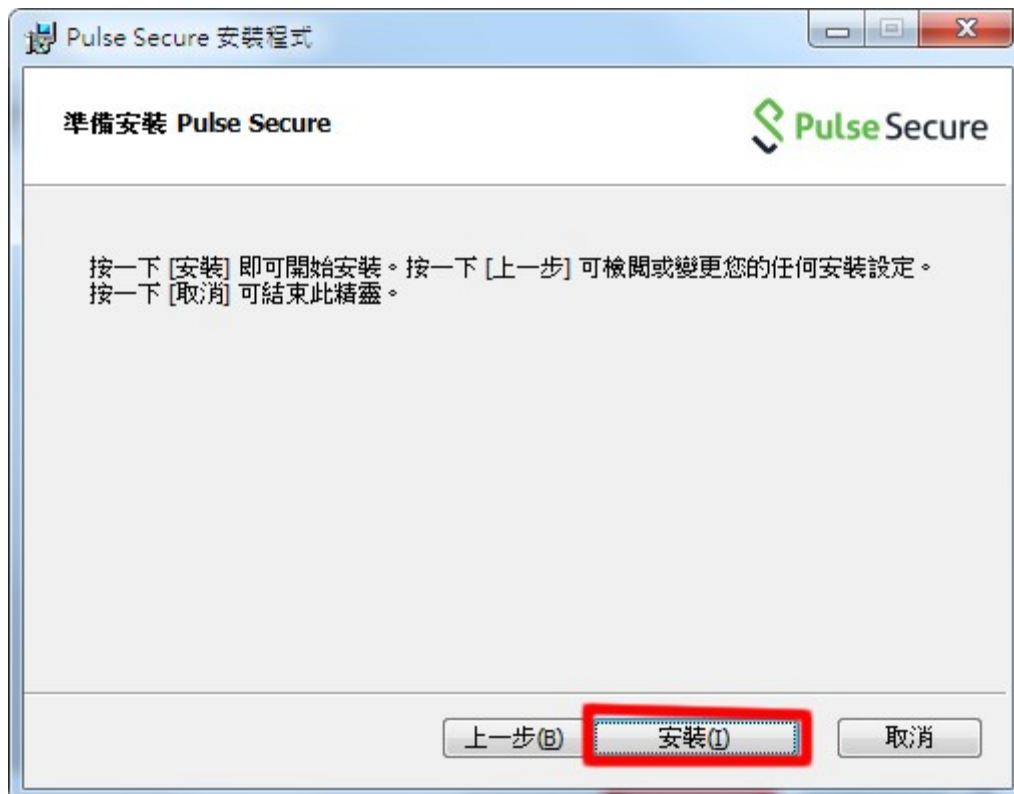 Pulse Secure 安裝程式
準備安裝 Pulse Secure
Pulse Secure
按一下 [安裝] 即可開始安裝。按一下 [上一步] 可檢閱或變更您的任何安裝設定。
按一下 [取消] 可結束此精靈。
上一步(B) 安裝(I) 取消